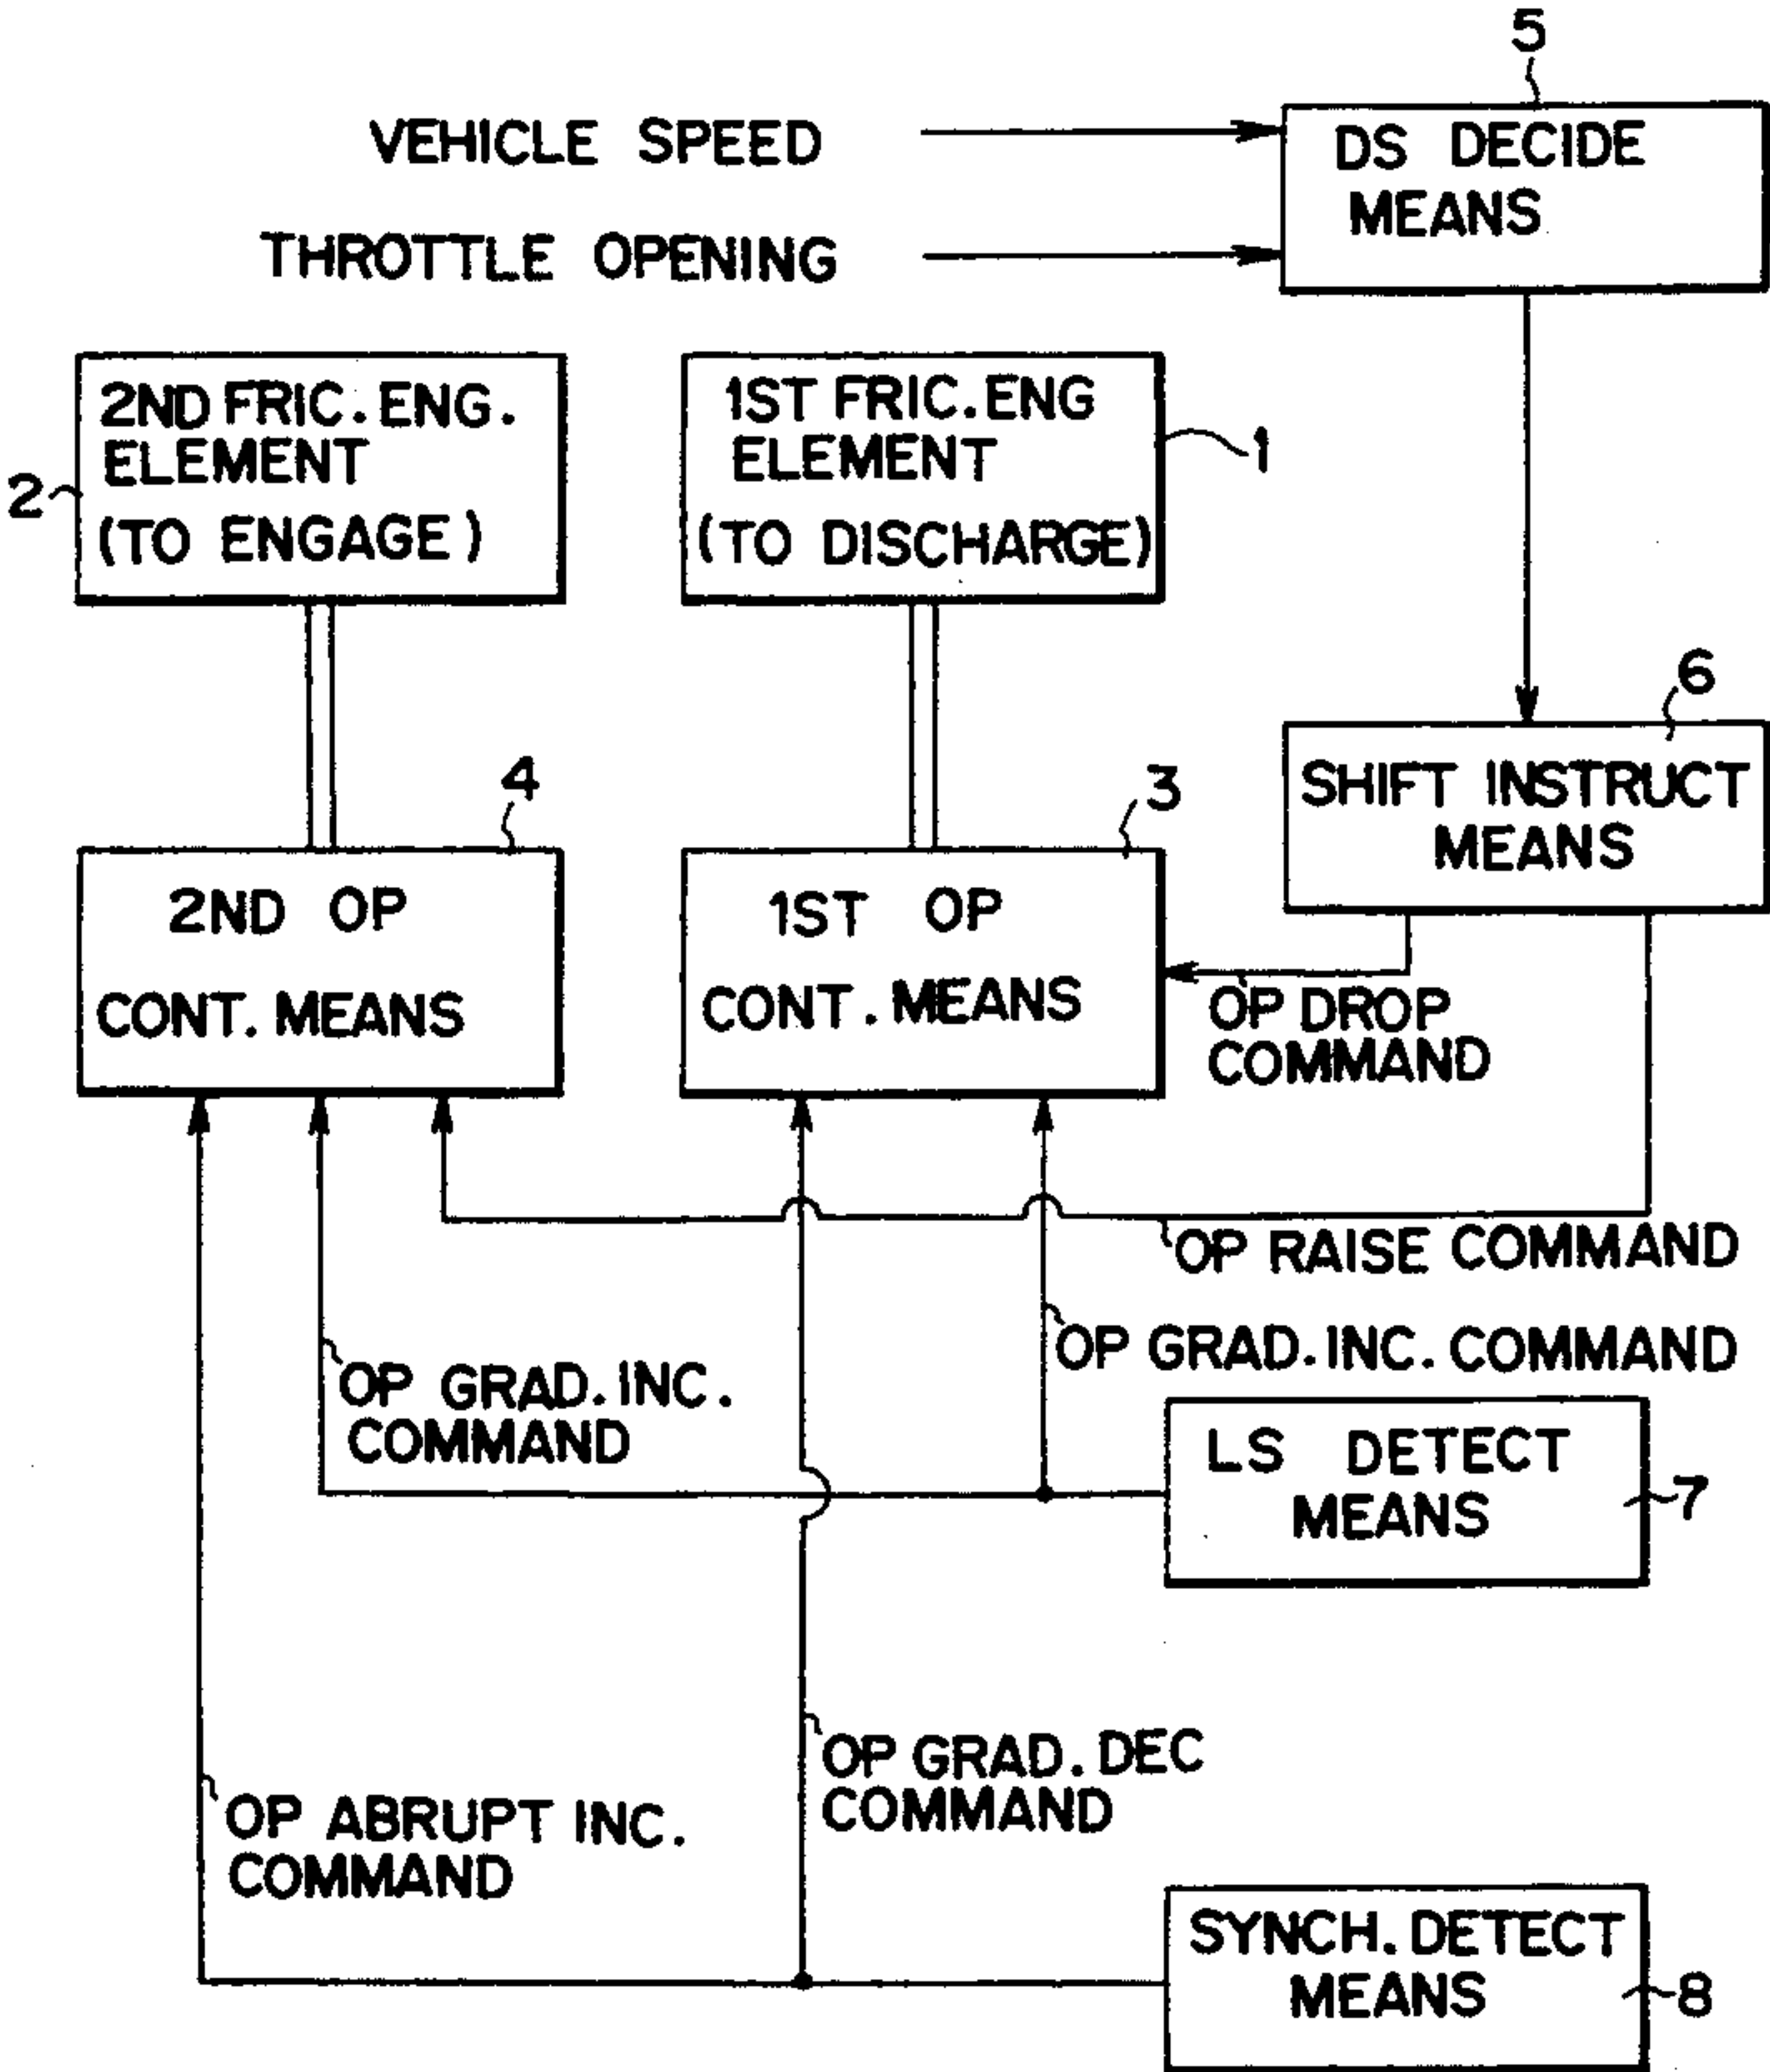 5
VEHICLE SPEED
DS DECIDE
MEANS
THROTTLE OPENING
2ND FRIC. ENG.
ELEMENT
(TO ENGAGE)
2
1ST FRIC. ENG
ELEMENT
(TO DISCHARGE)
1
6
SHIFT INSTRUCT
MEANS
4
2ND OP
CONT. MEANS
3
1ST OP
CONT. MEANS
OP DROP
COMMAND
OP RAISE COMMAND
OP GRAD. INC. COMMAND
OP GRAD. INC.
COMMAND
LS DETECT
MEANS
7
OP GRAD. DEC
COMMAND
OP ABRUPT INC.
COMMAND
SYNCH. DETECT
MEANS
8